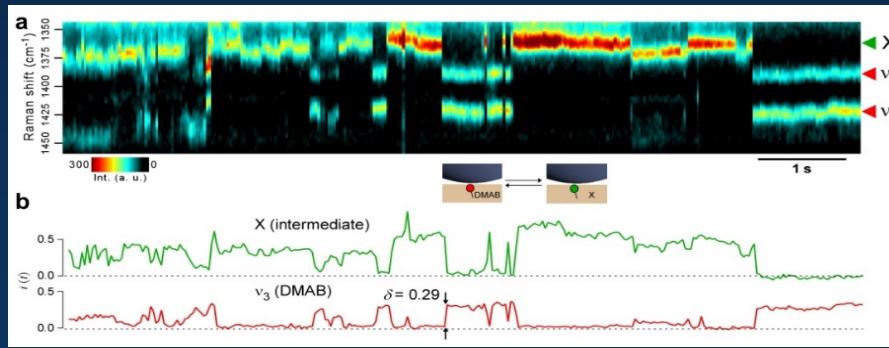 a
1350
1375
1400
1425
1450
Raman shift (cm-1)
X
ν
ν
300
0
Int. (a. u.)
1 s
DMAB
X
b
X (intermediate)
0.5
0.0
i(t)
ν3 (DMAB)
δ = 0.29
0.5
0.0